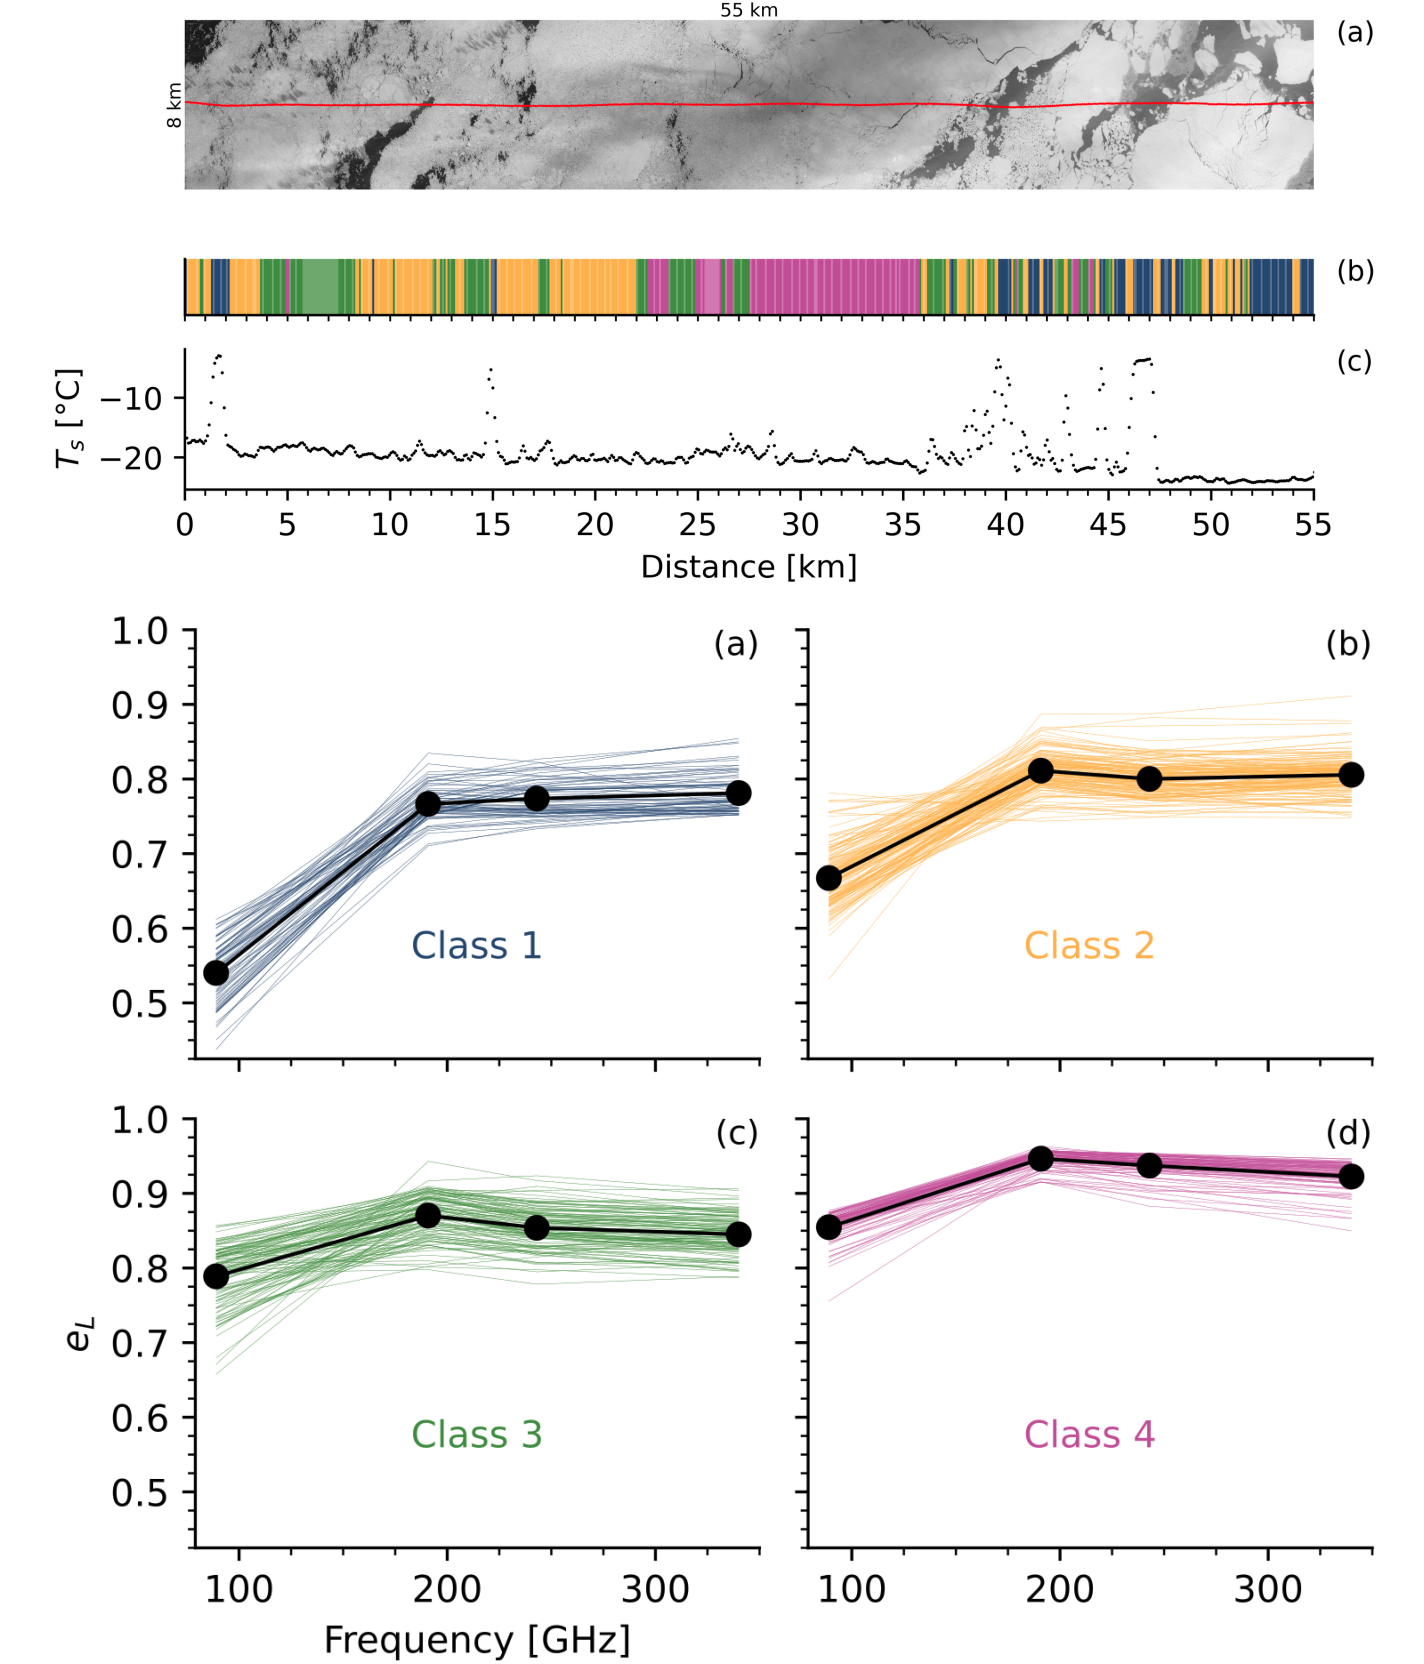 55 km
(a)
8 km
(b)
(c)
T_s [°C]
−10
−20
0 5 10 15 20 25 30 35 40 45 50 55
Distance [km]
1.0
0.9
0.8
0.7
0.6
0.5
(a)
Class 1
(b)
Class 2
1.0
0.9
0.8
0.7
0.6
0.5
e_L
(c)
Class 3
(d)
Class 4
100 200 300
100 200 300
Frequency [GHz]